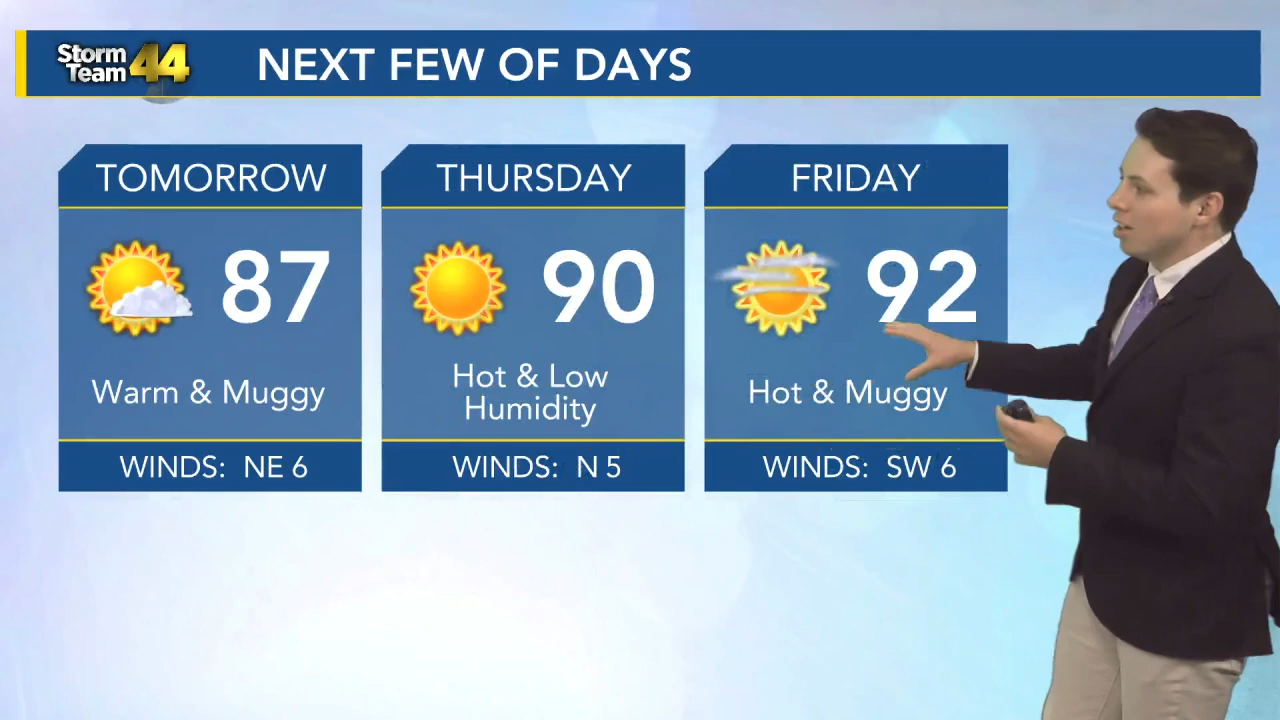 Storm
Team 44
NEXT FEW OF DAYS
TOMORROW
87
Warm & Muggy
WINDS: NE 6
THURSDAY
90
Hot & Low
Humidity
WINDS: N 5
FRIDAY
92
Hot & Muggy
WINDS: SW 6